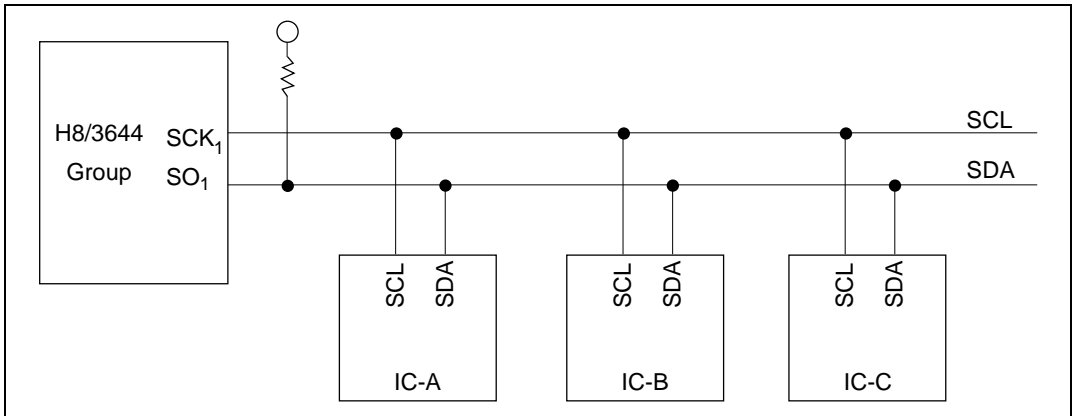 H8/3644
Group
SCK₁
SO₁
SCL
SDA
SCL
SDA
IC-A
SCL
SDA
IC-B
SCL
SDA
IC-C